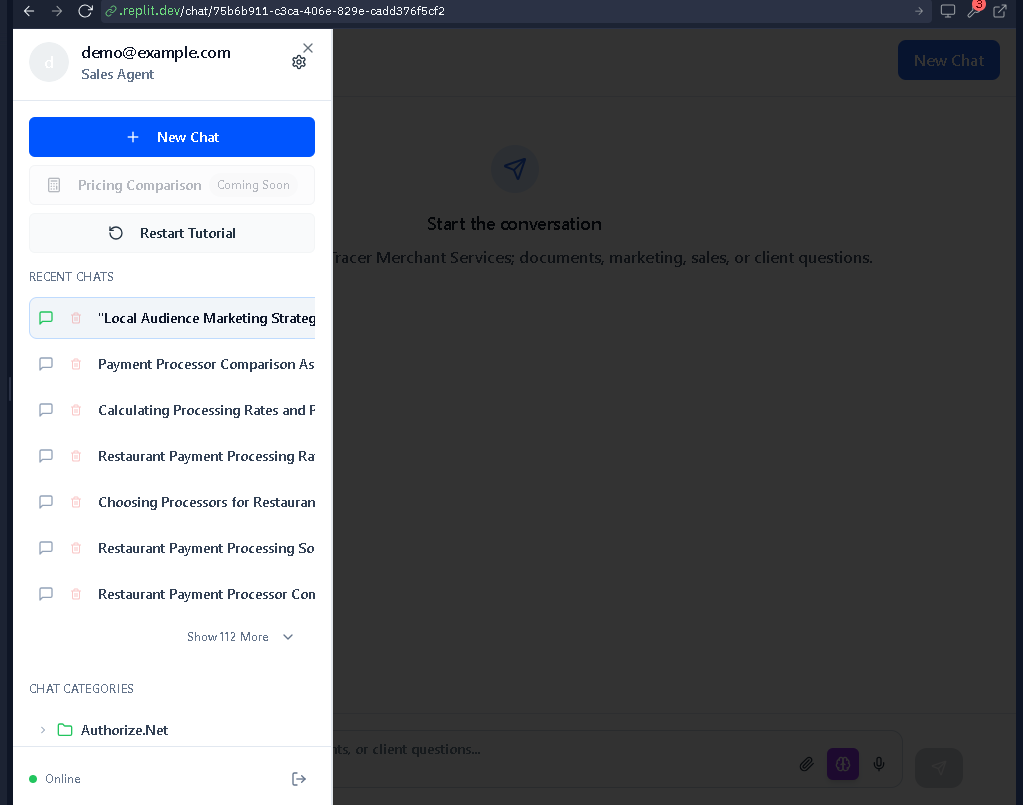 .replit.dev/chat/75b6b911-c3ca-406e-829e-cadd376f5cf2
3
d
demo@example.com
Sales Agent
New Chat
New Chat
Pricing Comparison Coming Soon
Restart Tutorial
Start the conversation
Tracer Merchant Services; documents, marketing, sales, or client questions.
RECENT CHATS
"Local Audience Marketing Strateg
Payment Processor Comparison As
Calculating Processing Rates and F
Restaurant Payment Processing Ra
Choosing Processors for Restauran
Restaurant Payment Processing So
Restaurant Payment Processor Con
Show 112 More
CHAT CATEGORIES
Authorize.Net
nts, or client questions...
Online